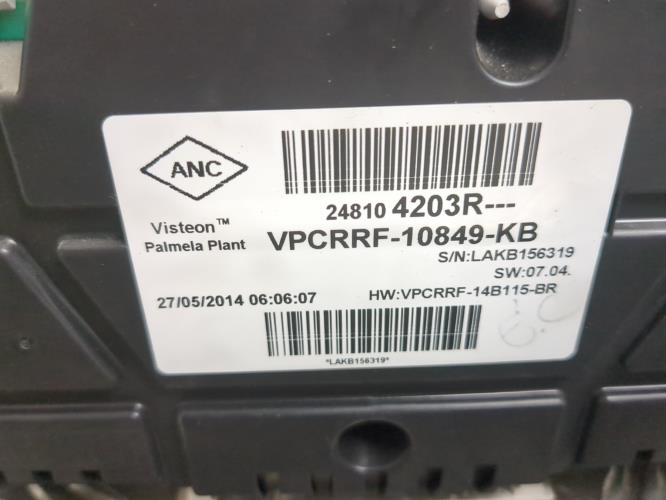 ANC
Visteon™
Palmela Plant
24810 4203R---
VPCRRF-10849-KB
S/N:LAKB156319
SW:07.04.
27/05/2014 06:06:07
HW:VPCRRF-14B115-BR
*LAKB156319*